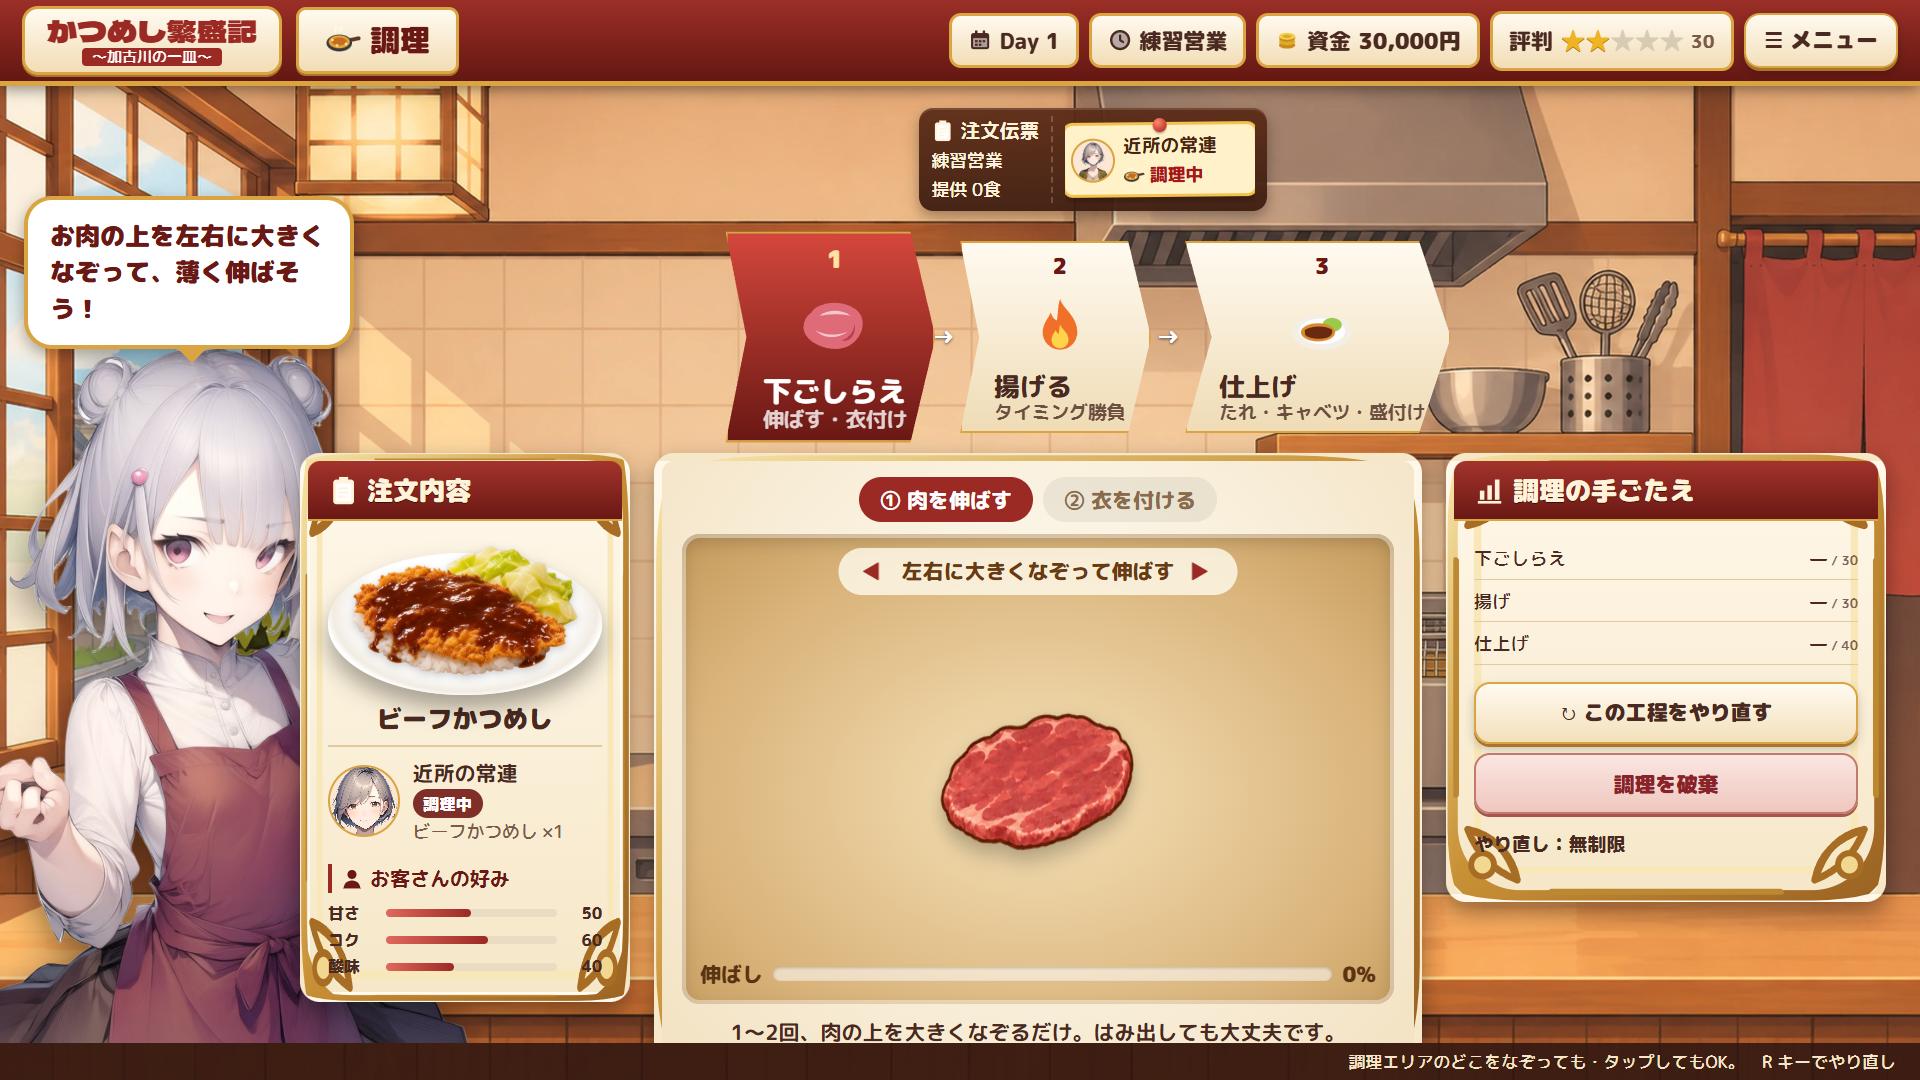 かつめし繁盛記
～加古川の一皿～
調理
Day 1
練習営業
資金 30,000円
評判 ★★★★★ 30
☰ メニュー
注文伝票
練習営業
提供 0食
近所の常連
調理中
お肉の上を左右に大きく
なぞって、薄く伸ばそ
う！
1
下ごしらえ
伸ばす・衣付け
→
2
揚げる
タイミング勝負
→
3
仕上げ
たれ・キャベツ・盛付け
注文内容
ビーフかつめし
近所の常連
調理中
ビーフかつめし ×1
お客さんの好み
甘さ 50
コク 60
酸味 40
① 肉を伸ばす
② 衣を付ける
◀ 左右に大きくなぞって伸ばす ▶
伸ばし 0%
1～2回、肉の上を大きくなぞるだけ。はみ出しても大丈夫です。
調理の手ごたえ
下ごしらえ — / 30
揚げ — / 30
仕上げ — / 40
↻ この工程をやり直す
調理を破棄
やり直し：無制限
調理エリアのどこをなぞっても・タップしてもOK。 R キーでやり直し